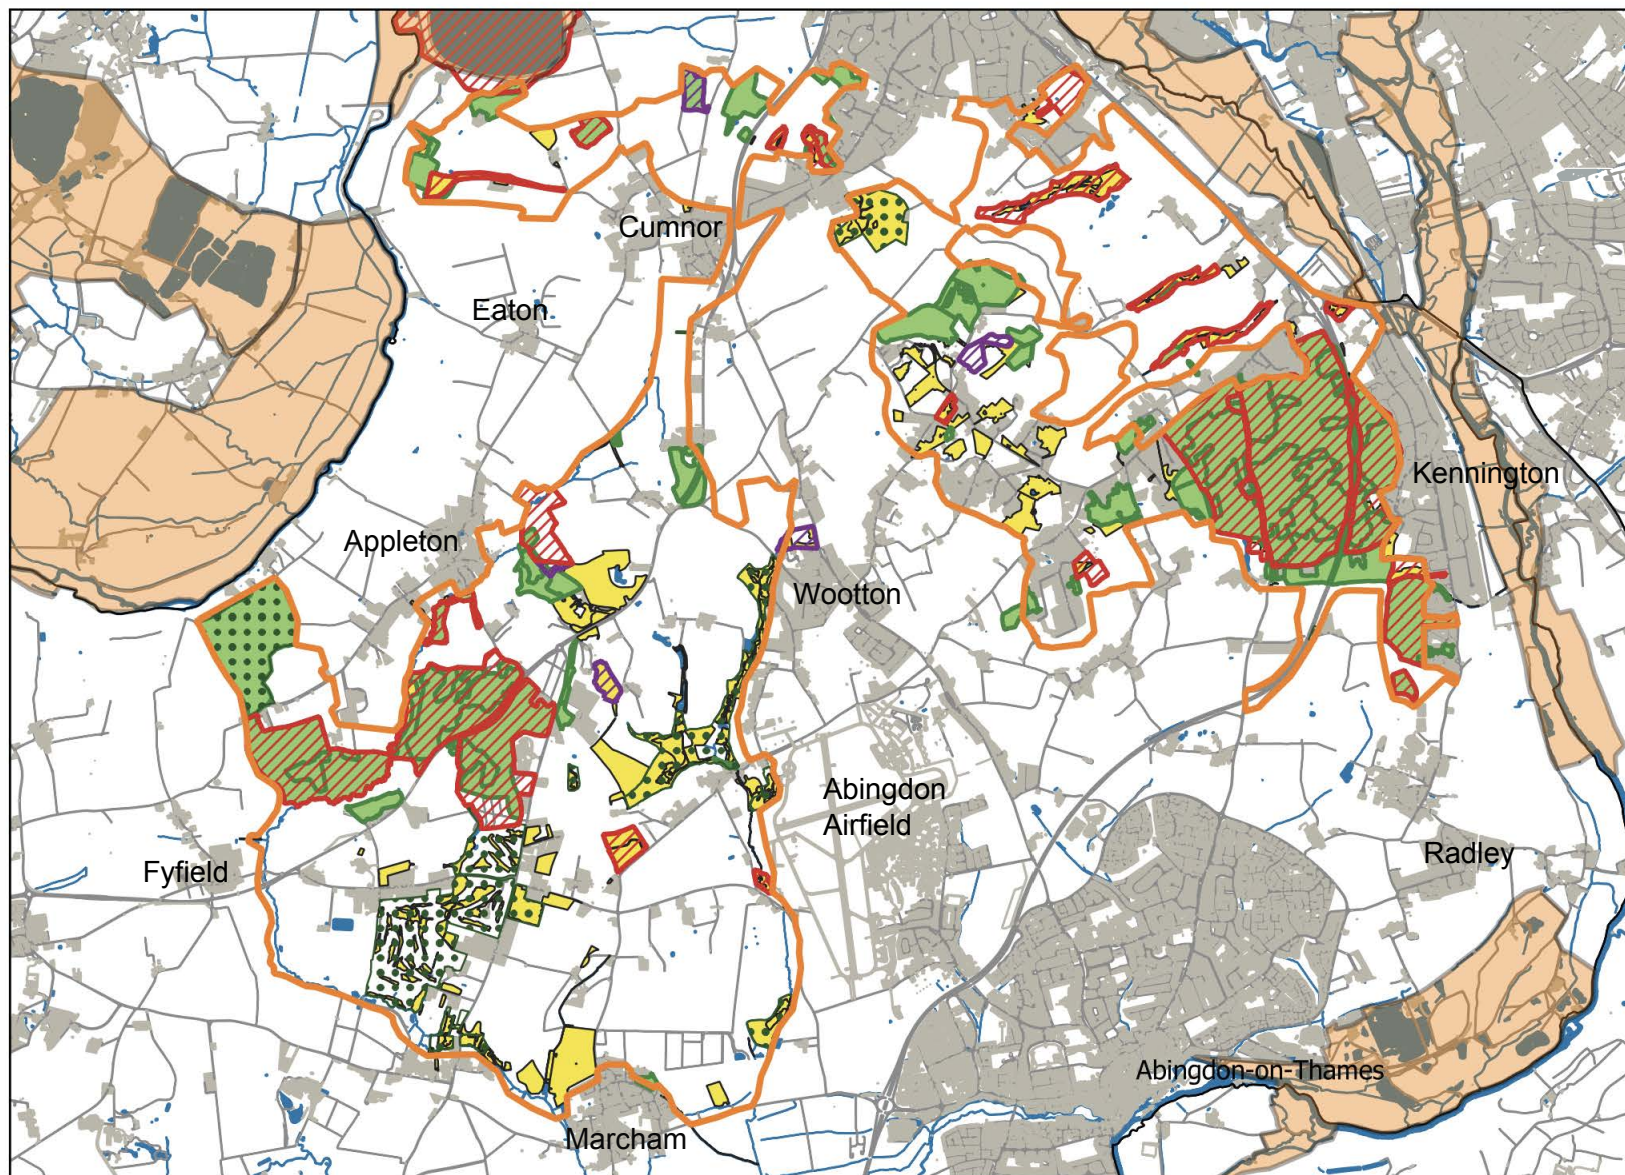 Cumnor
Eaton
Kennington
Appleton
Wootton
Abingdon
Airfield
Radley
Fyfield
Abingdon-on-Thames
Marcham